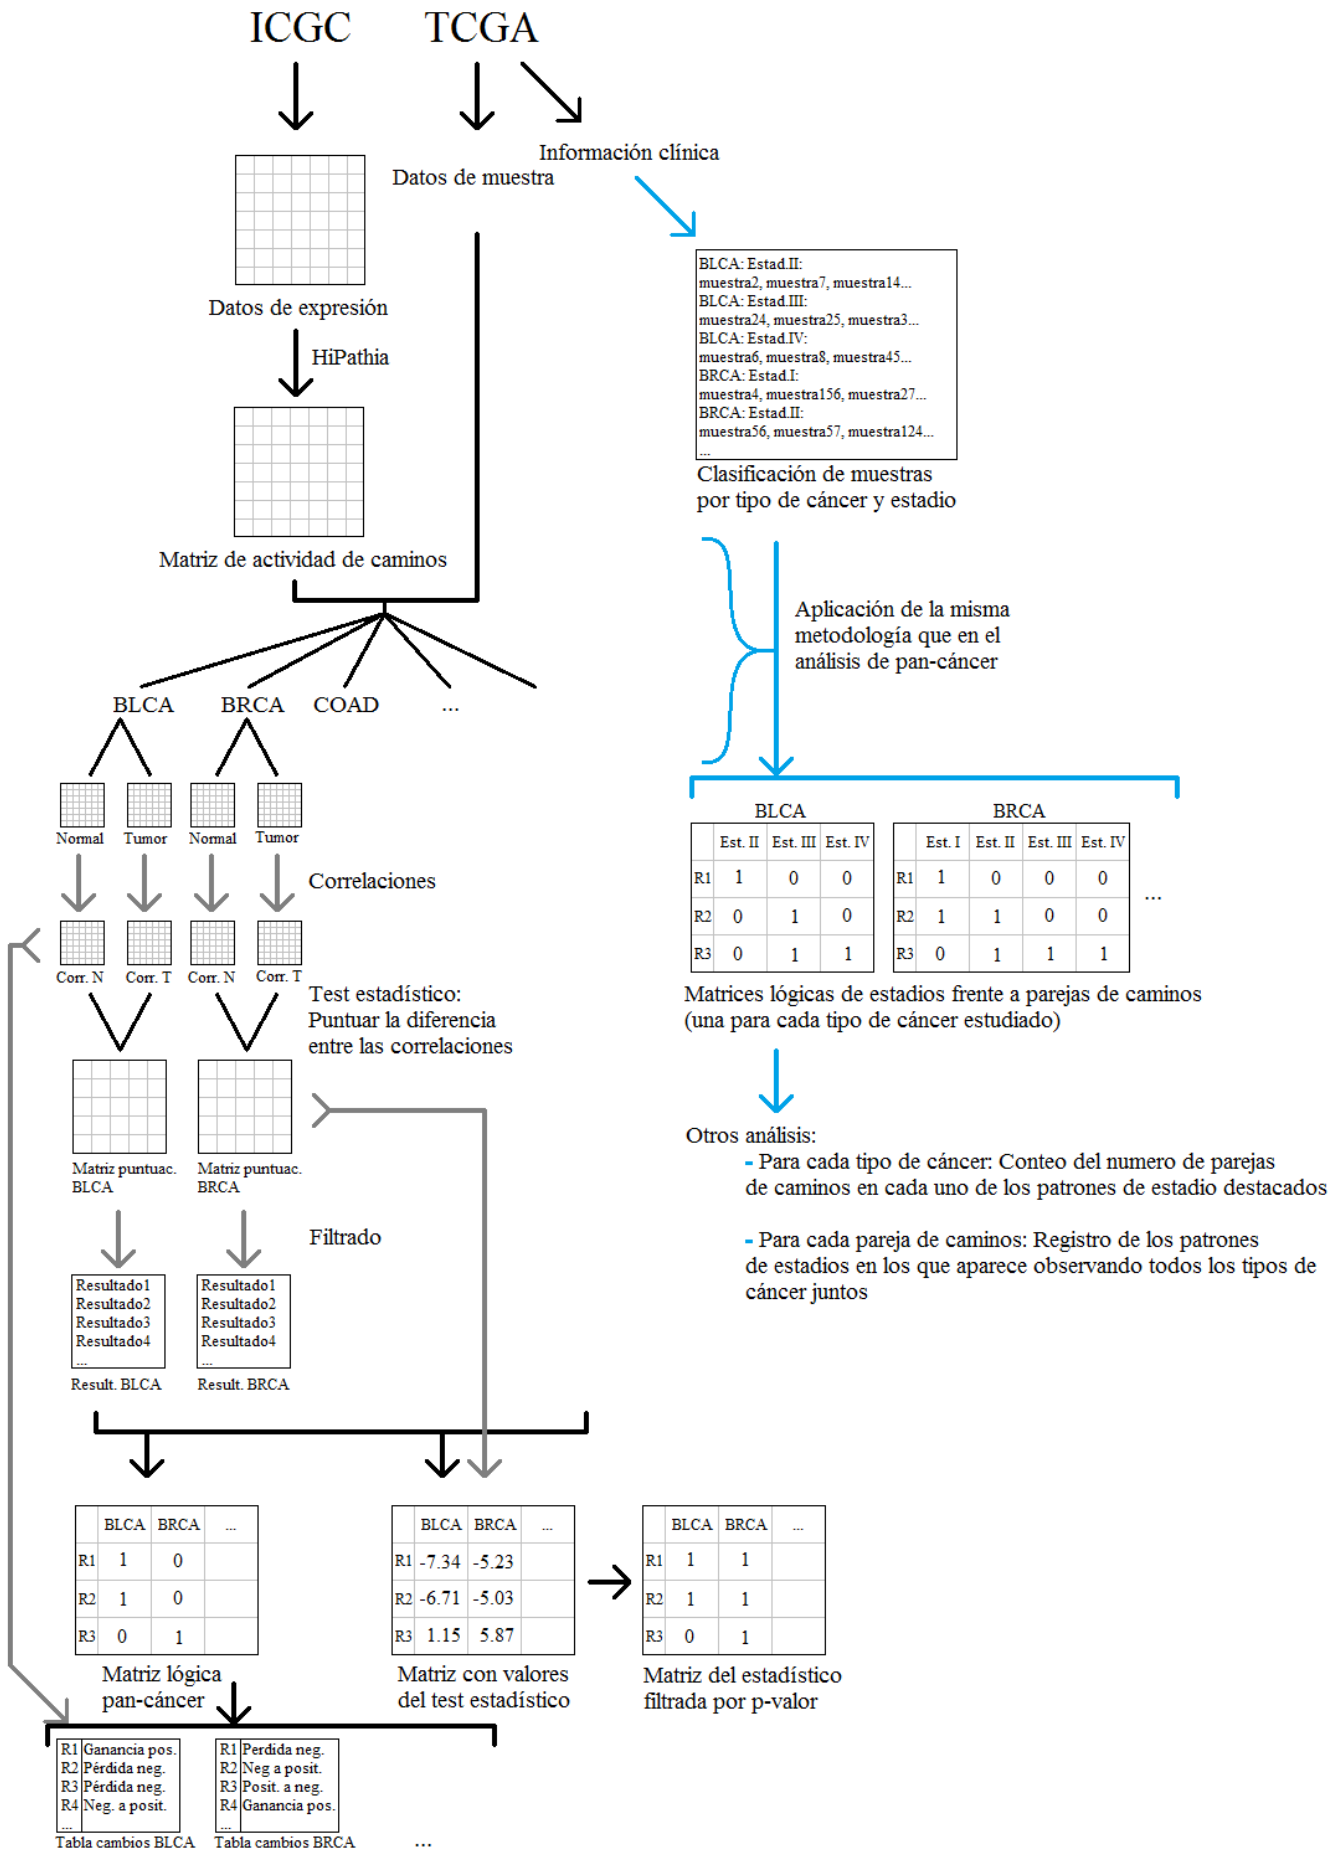 ICGC
TCGA
Información clínica
Datos de muestra
Datos de expresión
HiPathia
Matriz de actividad de caminos
BLCA: Estad.II:
muestra2, muestra7, muestra14...
BLCA: Estad.III:
muestra24, muestra25, muestra3...
BLCA: Estad.IV:
muestra6, muestra8, muestra45...
BRCA: Estad.I:
muestra4, muestra156, muestra27...
BRCA: Estad.II:
muestra56, muestra57, muestra124...
...
Clasificación de muestras
por tipo de cáncer y estadio
Aplicación de la misma
metodología que en el
análisis de pan-cáncer
BLCA BRCA COAD ...
Normal Tumor Normal Tumor
Correlaciones
Corr. N Corr. T Corr. N Corr. T
Test estadístico:
Puntuar la diferencia
entre las correlaciones
Matriz puntuac.
BLCA
Matriz puntuac.
BRCA
Filtrado
Resultado1
Resultado2
Resultado3
Resultado4
...
Result. BLCA
Resultado1
Resultado2
Resultado3
Resultado4
...
Result. BRCA
BLCA
Est. II Est. III Est. IV
R1 1 0 0
R2 0 1 0
R3 0 1 1
BRCA
Est. I Est. II Est. III Est. IV
R1 1 0 0 0
R2 1 1 0 0
R3 0 1 1 1
...
Matrices lógicas de estadios frente a parejas de caminos
(una para cada tipo de cáncer estudiado)
Otros análisis:
- Para cada tipo de cáncer: Conteo del numero de parejas
de caminos en cada uno de los patrones de estadio destacados
- Para cada pareja de caminos: Registro de los patrones
de estadios en los que aparece observando todos los tipos de
cáncer juntos
BLCA BRCA ...
R1 1 0
R2 1 0
R3 0 1
Matriz lógica
pan-cáncer
BLCA BRCA ...
R1 -7.34 -5.23
R2 -6.71 -5.03
R3 1.15 5.87
Matriz con valores
del test estadístico
BLCA BRCA ...
R1 1 1
R2 1 1
R3 0 1
Matriz del estadístico
filtrada por p-valor
R1 Ganancia pos.
R2 Pérdida neg.
R3 Pérdida neg.
R4 Neg. a posit.
...
Tabla cambios BLCA
R1 Perdida neg.
R2 Neg a posit.
R3 Posit. a neg.
R4 Ganancia pos.
...
Tabla cambios BRCA
...